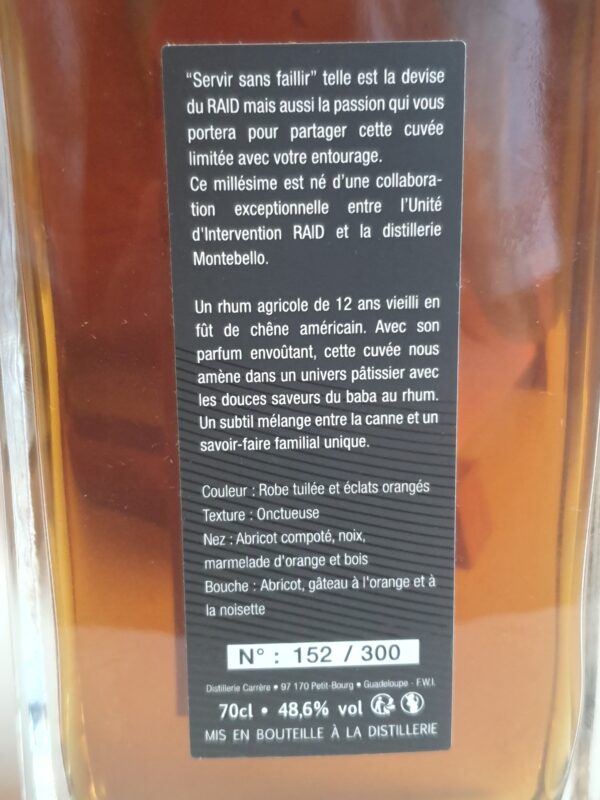 “Servir sans faillir” telle est la devise
du RAID mais aussi la passion qui vous
portera pour partager cette cuvée
limitée avec votre entourage.
Ce millésime est né d’une collabora-
tion exceptionnelle entre l’Unité
d'Intervention RAID et la distillerie
Montebello.
Un rhum agricole de 12 ans vieilli en
fût de chêne américain. Avec son
parfum envoûtant, cette cuvée nous
amène dans un univers pâtissier avec
les douces saveurs du baba au rhum.
Un subtil mélange entre la canne et un
savoir-faire familial unique.
Couleur : Robe tuilée et éclats orangés
Texture : Onctueuse
Nez : Abricot compoté, noix,
marmelade d'orange et bois
Bouche : Abricot, gâteau à l'orange et à
la noisette
N° : 152 / 300
Distillerie Carrère • 97 170 Petit-Bourg • Guadeloupe - F.W.I.
70cl • 48,6% vol
MIS EN BOUTEILLE À LA DISTILLERIE